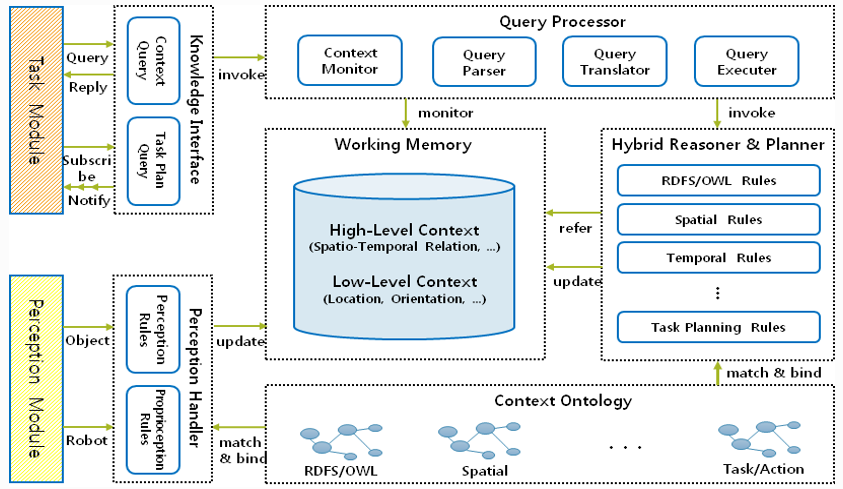 Task Module
Query
Reply
Subscri
be
Notify
Context
Query
Task Plan
Query
Knowledge Interface
invoke
Query Processor
Context
Monitor
Query
Parser
Query
Translator
Query
Executer
monitor
invoke
Working Memory
High-Level Context
(Spatio-Temporal Relation, ...)
Low-Level Context
(Location, Orientation, ...)
refer
update
Hybrid Reasoner & Planner
RDFS/OWL Rules
Spatial Rules
Temporal Rules
⋮
Task Planning Rules
Perception Module
Object
Robot
Perception
Rules
Proprioception
Rules
Perception Handler
update
match
& bind
match & bind
Context Ontology
RDFS/OWL
Spatial
. . .
Task/Action